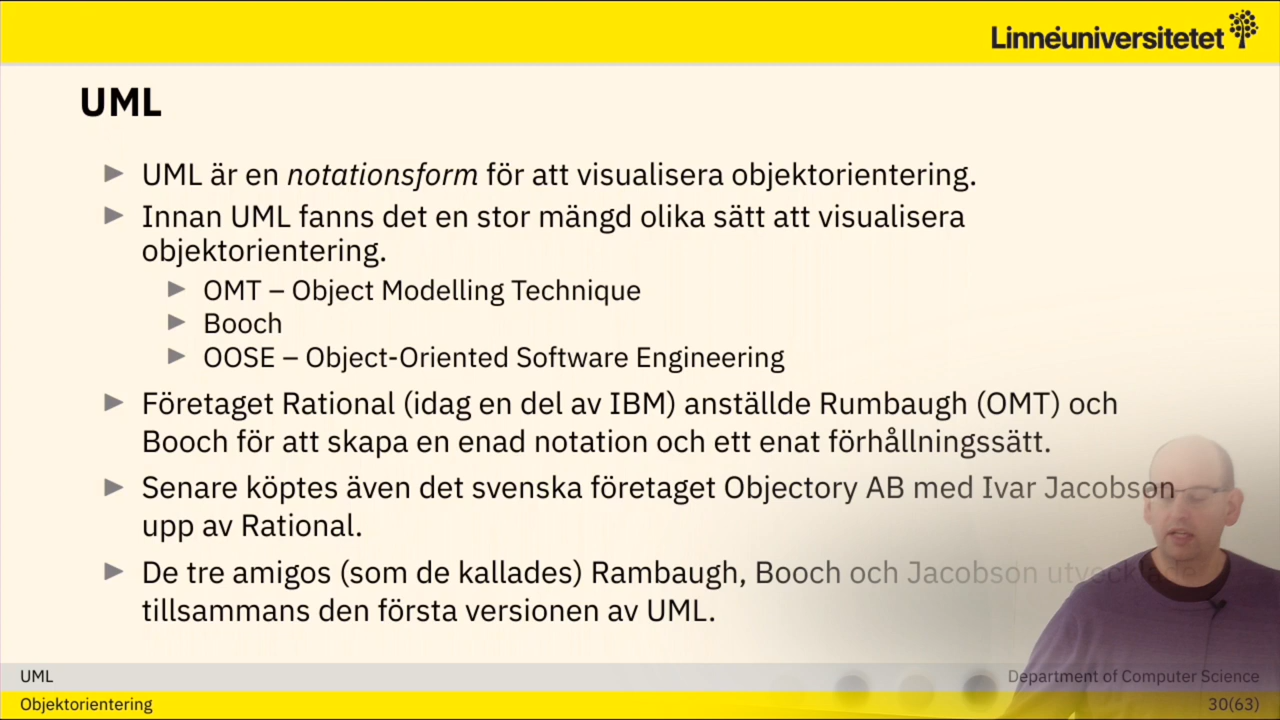 Linnéuniversitetet
UML
UML är en notationsform för att visualisera objektorientering.
Innan UML fanns det en stor mängd olika sätt att visualisera
objektorientering.
OMT – Object Modelling Technique
Booch
OOSE – Object-Oriented Software Engineering
Företaget Rational (idag en del av IBM) anställde Rumbaugh (OMT) och
Booch för att skapa en enad notation och ett enat förhållningssätt.
Senare köptes även det svenska företaget Objectory AB med Ivar Jacobson
upp av Rational.
De tre amigos (som de kallades) Rambaugh, Booch och Jacobson utvecklade
tillsammans den första versionen av UML.
UML
Department of Computer Science
Objektorientering
30(63)